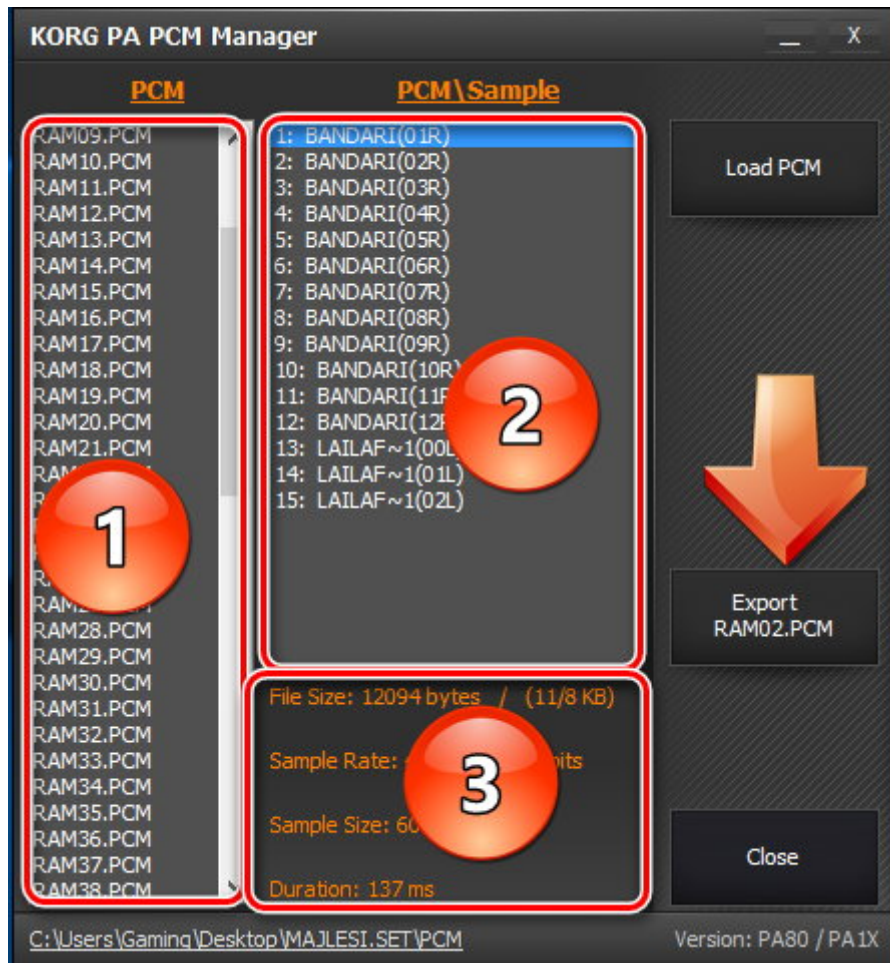 KORG PA PCM Manager
PCM
RAM09.PCM
RAM10.PCM
RAM11.PCM
RAM12.PCM
RAM13.PCM
RAM14.PCM
RAM15.PCM
RAM16.PCM
RAM17.PCM
RAM18.PCM
RAM19.PCM
RAM20.PCM
RAM21.PCM
RAM28.PCM
RAM29.PCM
RAM30.PCM
RAM31.PCM
RAM32.PCM
RAM33.PCM
RAM34.PCM
RAM35.PCM
RAM36.PCM
RAM37.PCM
RAM38.PCM
1
PCM\Sample
1: BANDARI(01R)
2: BANDARI(02R)
3: BANDARI(03R)
4: BANDARI(04R)
5: BANDARI(05R)
6: BANDARI(06R)
7: BANDARI(07R)
8: BANDARI(08R)
9: BANDARI(09R)
10: BANDARI(10R)
11: BANDARI(11R
12: BANDARI(12R
13: LAILAF~1(00L)
14: LAILAF~1(01L)
15: LAILAF~1(02L)
2
File Size: 12094 bytes / (11/8 KB)
Sample Rate:
Sample Size:
Duration: 137 ms
3
Load PCM
Export
RAM02.PCM
Close
C:\Users\Gaming\Desktop\MAJLESI.SET\PCM
Version: PA80 / PA1X